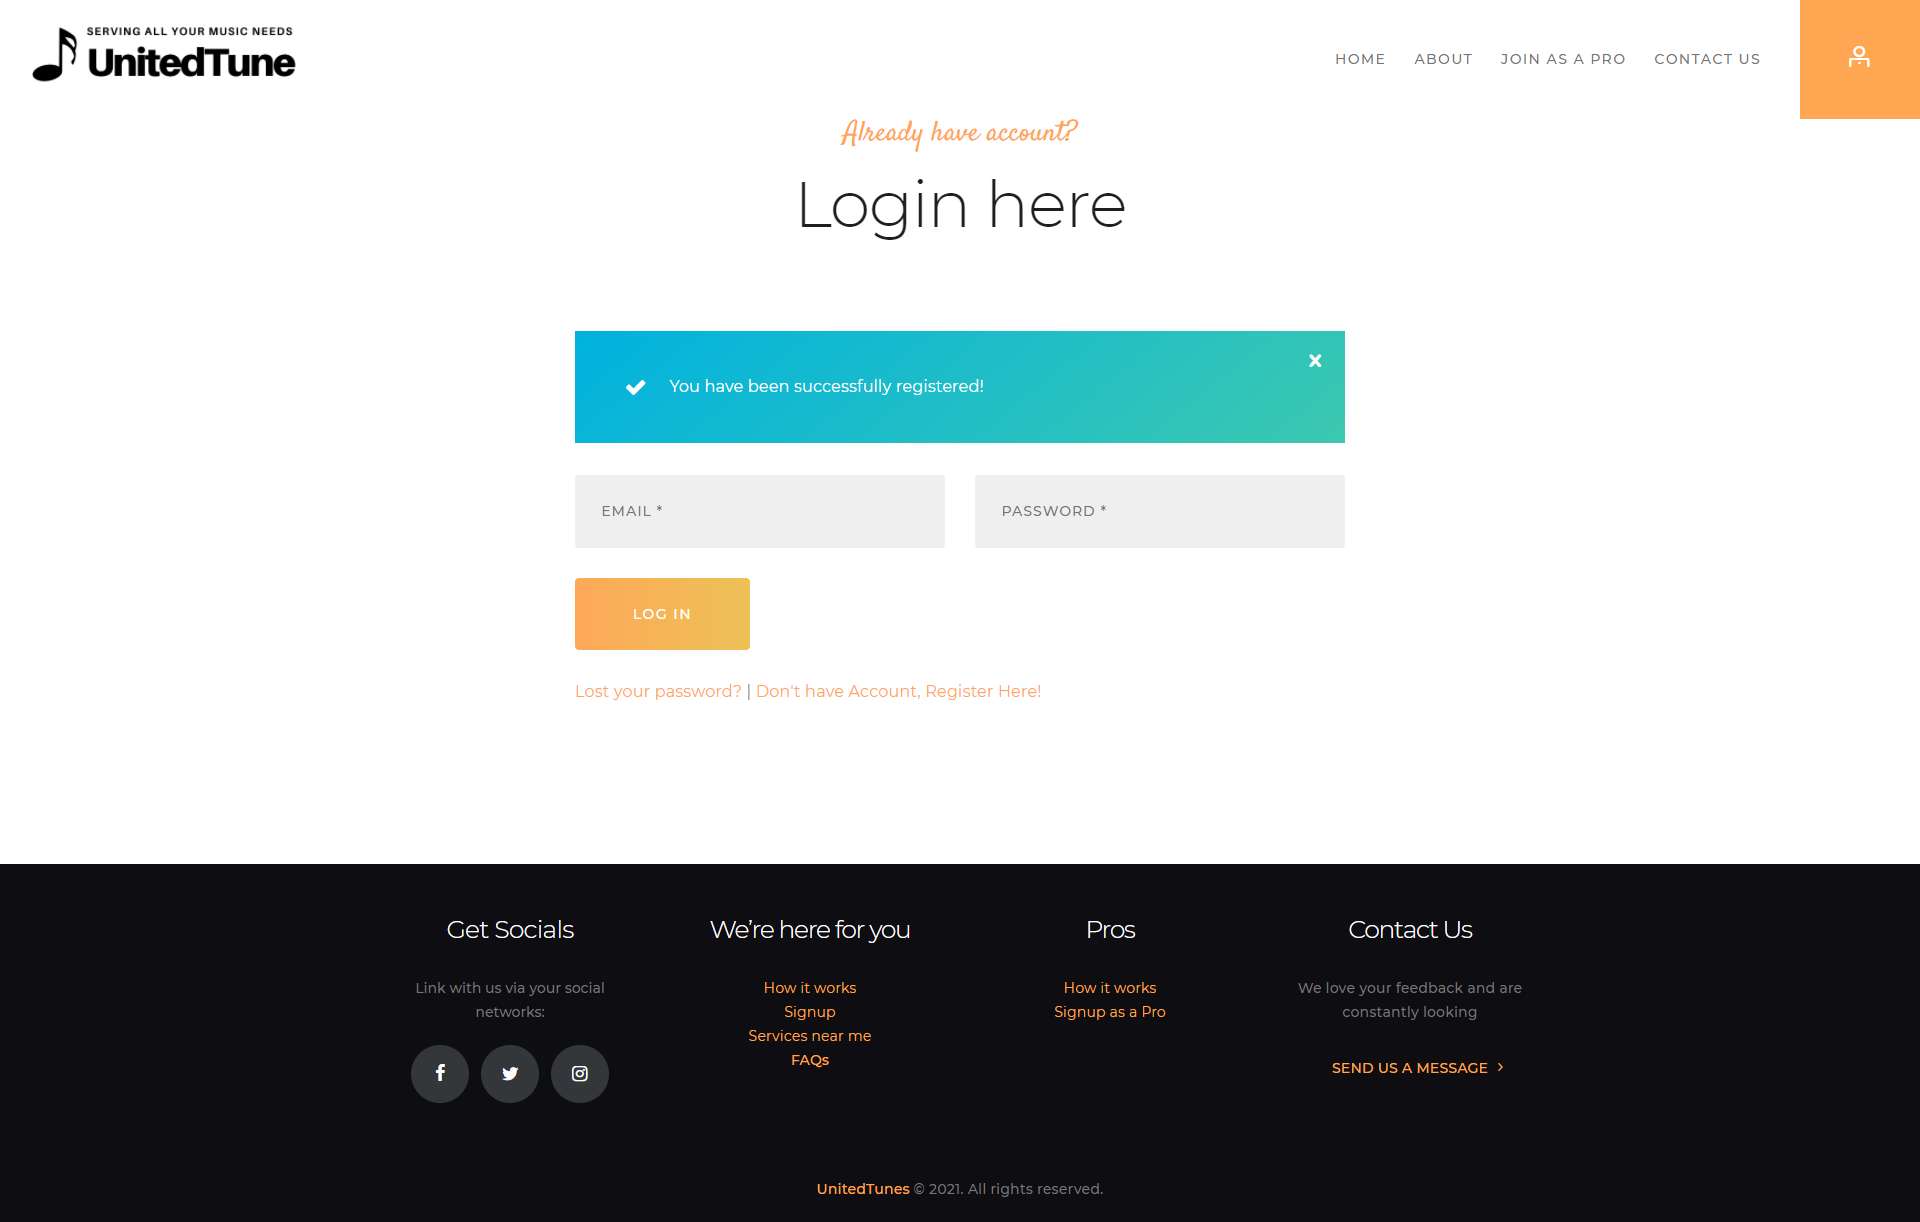 SERVING ALL YOUR MUSIC NEEDS
UnitedTune
HOME ABOUT JOIN AS A PRO CONTACT US
Already have account?
Login here
You have been successfully registered!
EMAIL * PASSWORD *
LOG IN
Lost your password? | Don't have Account, Register Here!
Get Socials
Link with us via your social
networks:
We’re here for you
How it works
Signup
Services near me
FAQs
Pros
How it works
Signup as a Pro
Contact Us
We love your feedback and are
constantly looking
SEND US A MESSAGE
UnitedTunes © 2021. All rights reserved.